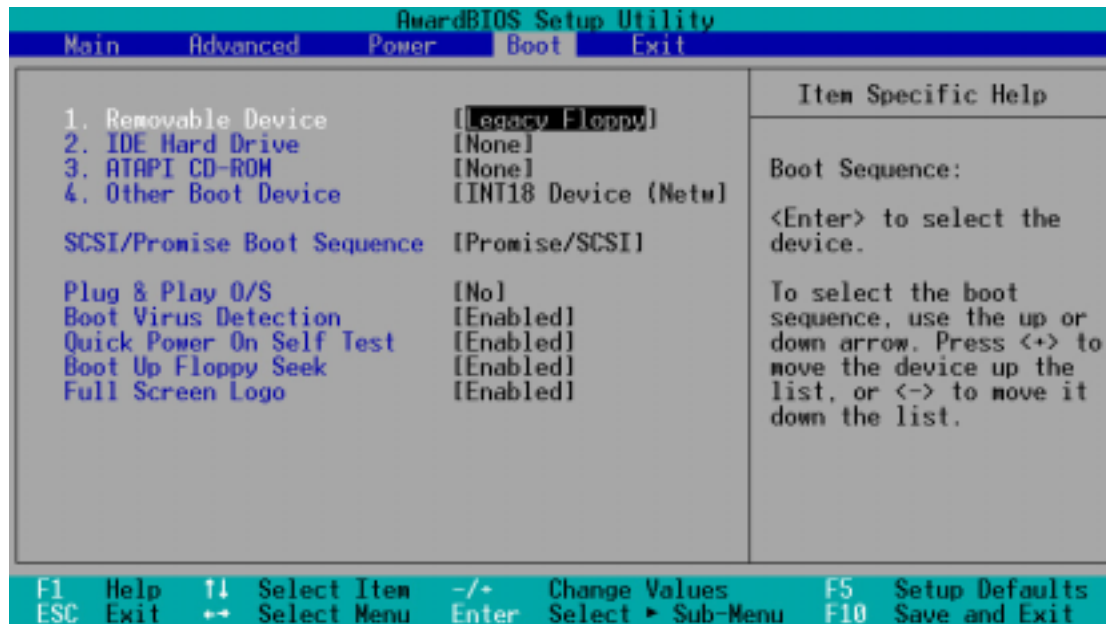 AwardBIOS Setup Utility
Main Advanced Power Boot Exit
1. Removable Device [Legacy Floppy]
2. IDE Hard Drive [None]
3. ATAPI CD-ROM [None]
4. Other Boot Device [INT18 Device (Netw]
SCSI/Promise Boot Sequence [Promise/SCSI]
Plug & Play O/S [No]
Boot Virus Detection [Enabled]
Quick Power On Self Test [Enabled]
Boot Up Floppy Seek [Enabled]
Full Screen Logo [Enabled]
Item Specific Help
Boot Sequence:
<Enter> to select the
device.
To select the boot
sequence, use the up or
down arrow. Press <+> to
move the device up the
list, or <-> to move it
down the list.
F1 Help ↑↓ Select Item -/+ Change Values F5 Setup Defaults
ESC Exit ←→ Select Menu Enter Select ► Sub-Menu F10 Save and Exit